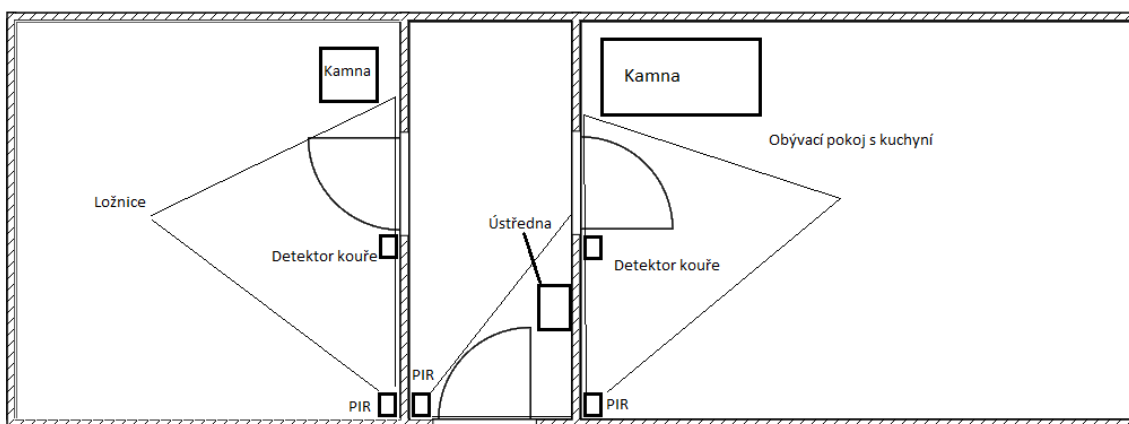 Kamna
Kamna
Obývací pokoj s kuchyní
Ložnice
Ústředna
Detektor kouře
Detektor kouře
PIR
PIR
PIR